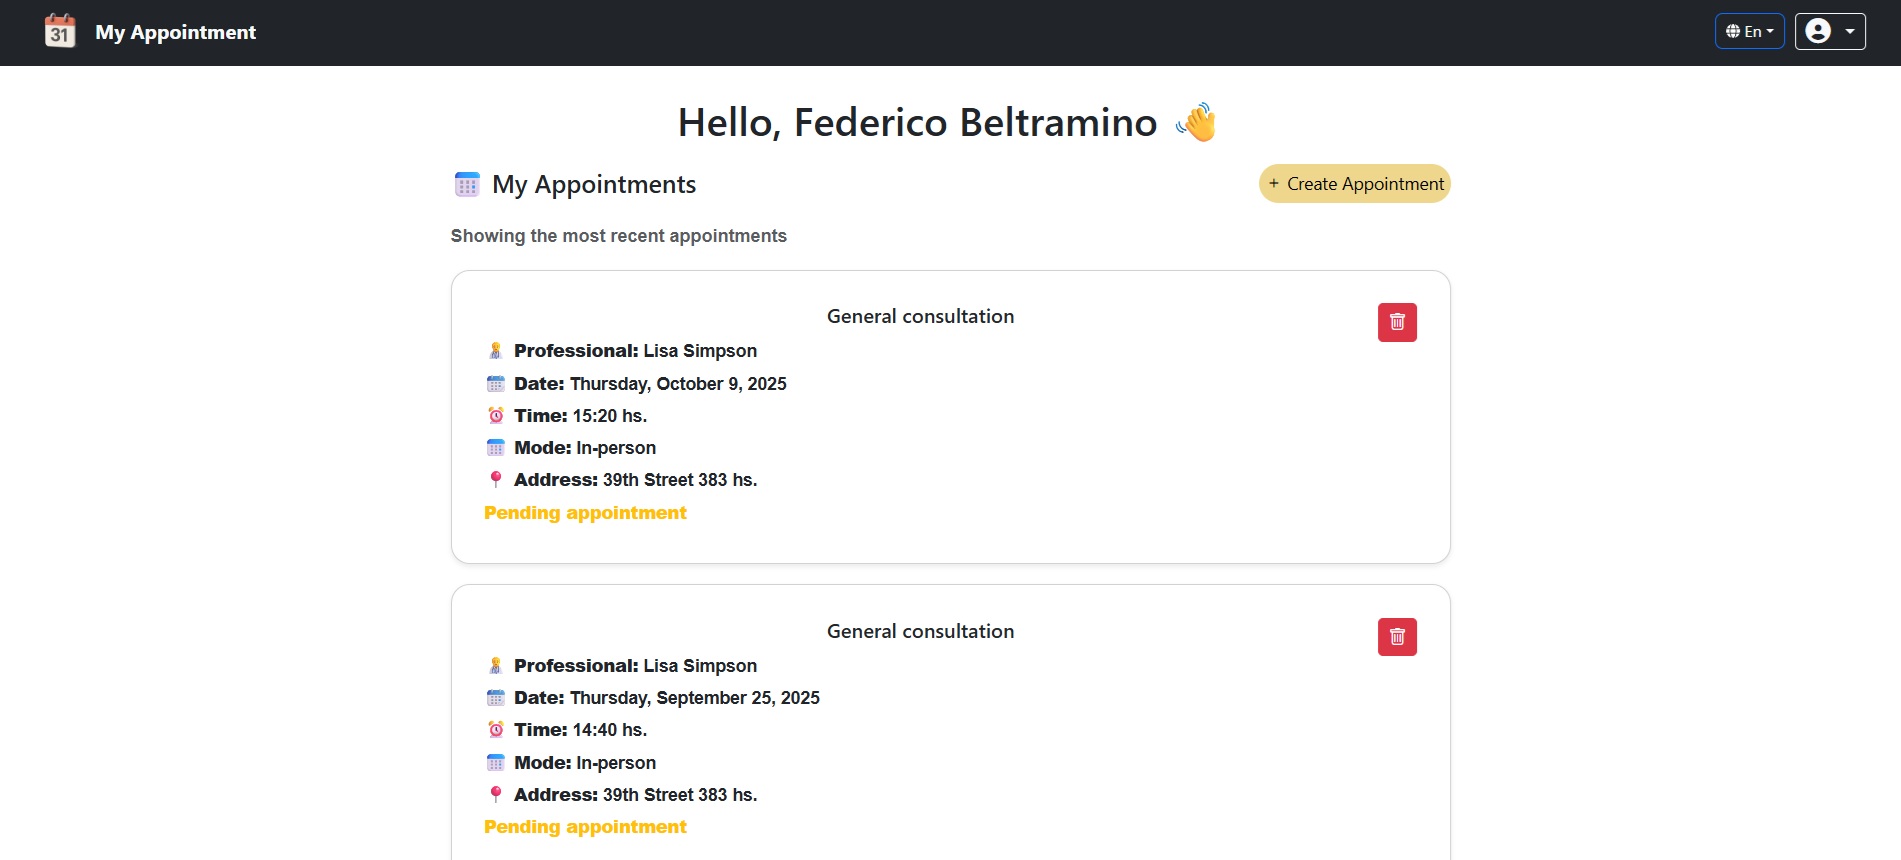 31 My Appointment
En
Hello, Federico Beltramino 👋
My Appointments
+ Create Appointment
Showing the most recent appointments
General consultation
Professional: Lisa Simpson
Date: Thursday, October 9, 2025
Time: 15:20 hs.
Mode: In-person
Address: 39th Street 383 hs.
Pending appointment
General consultation
Professional: Lisa Simpson
Date: Thursday, September 25, 2025
Time: 14:40 hs.
Mode: In-person
Address: 39th Street 383 hs.
Pending appointment